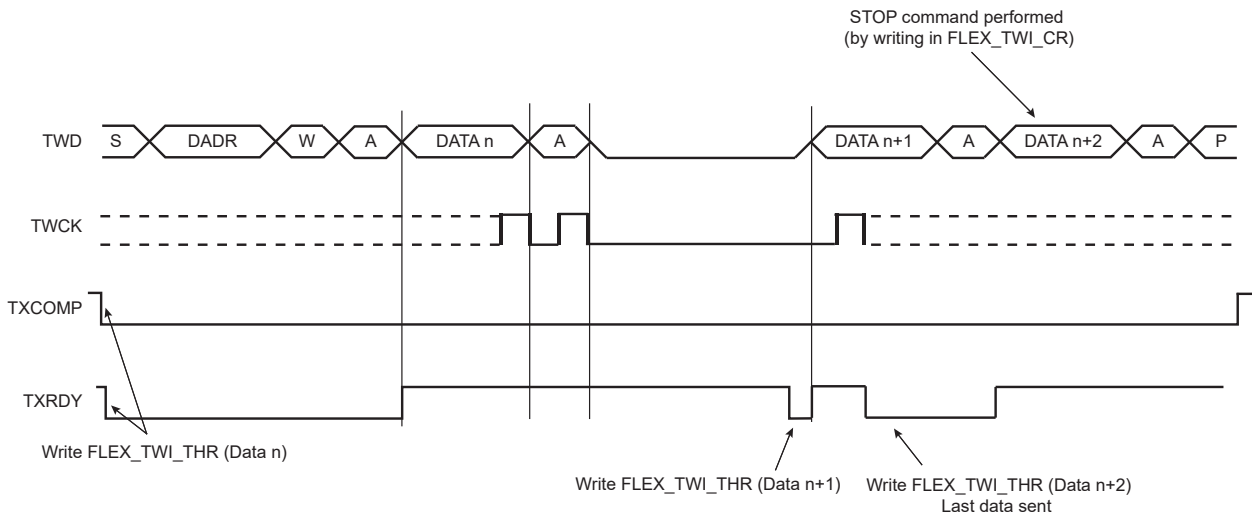 STOP command performed
(by writing in FLEX_TWI_CR)
TWD S DADR W A DATA n A DATA n+1 A DATA n+2 A P
TWCK
TXCOMP
TXRDY
Write FLEX_TWI_THR (Data n)
Write FLEX_TWI_THR (Data n+1) Write FLEX_TWI_THR (Data n+2)
Last data sent